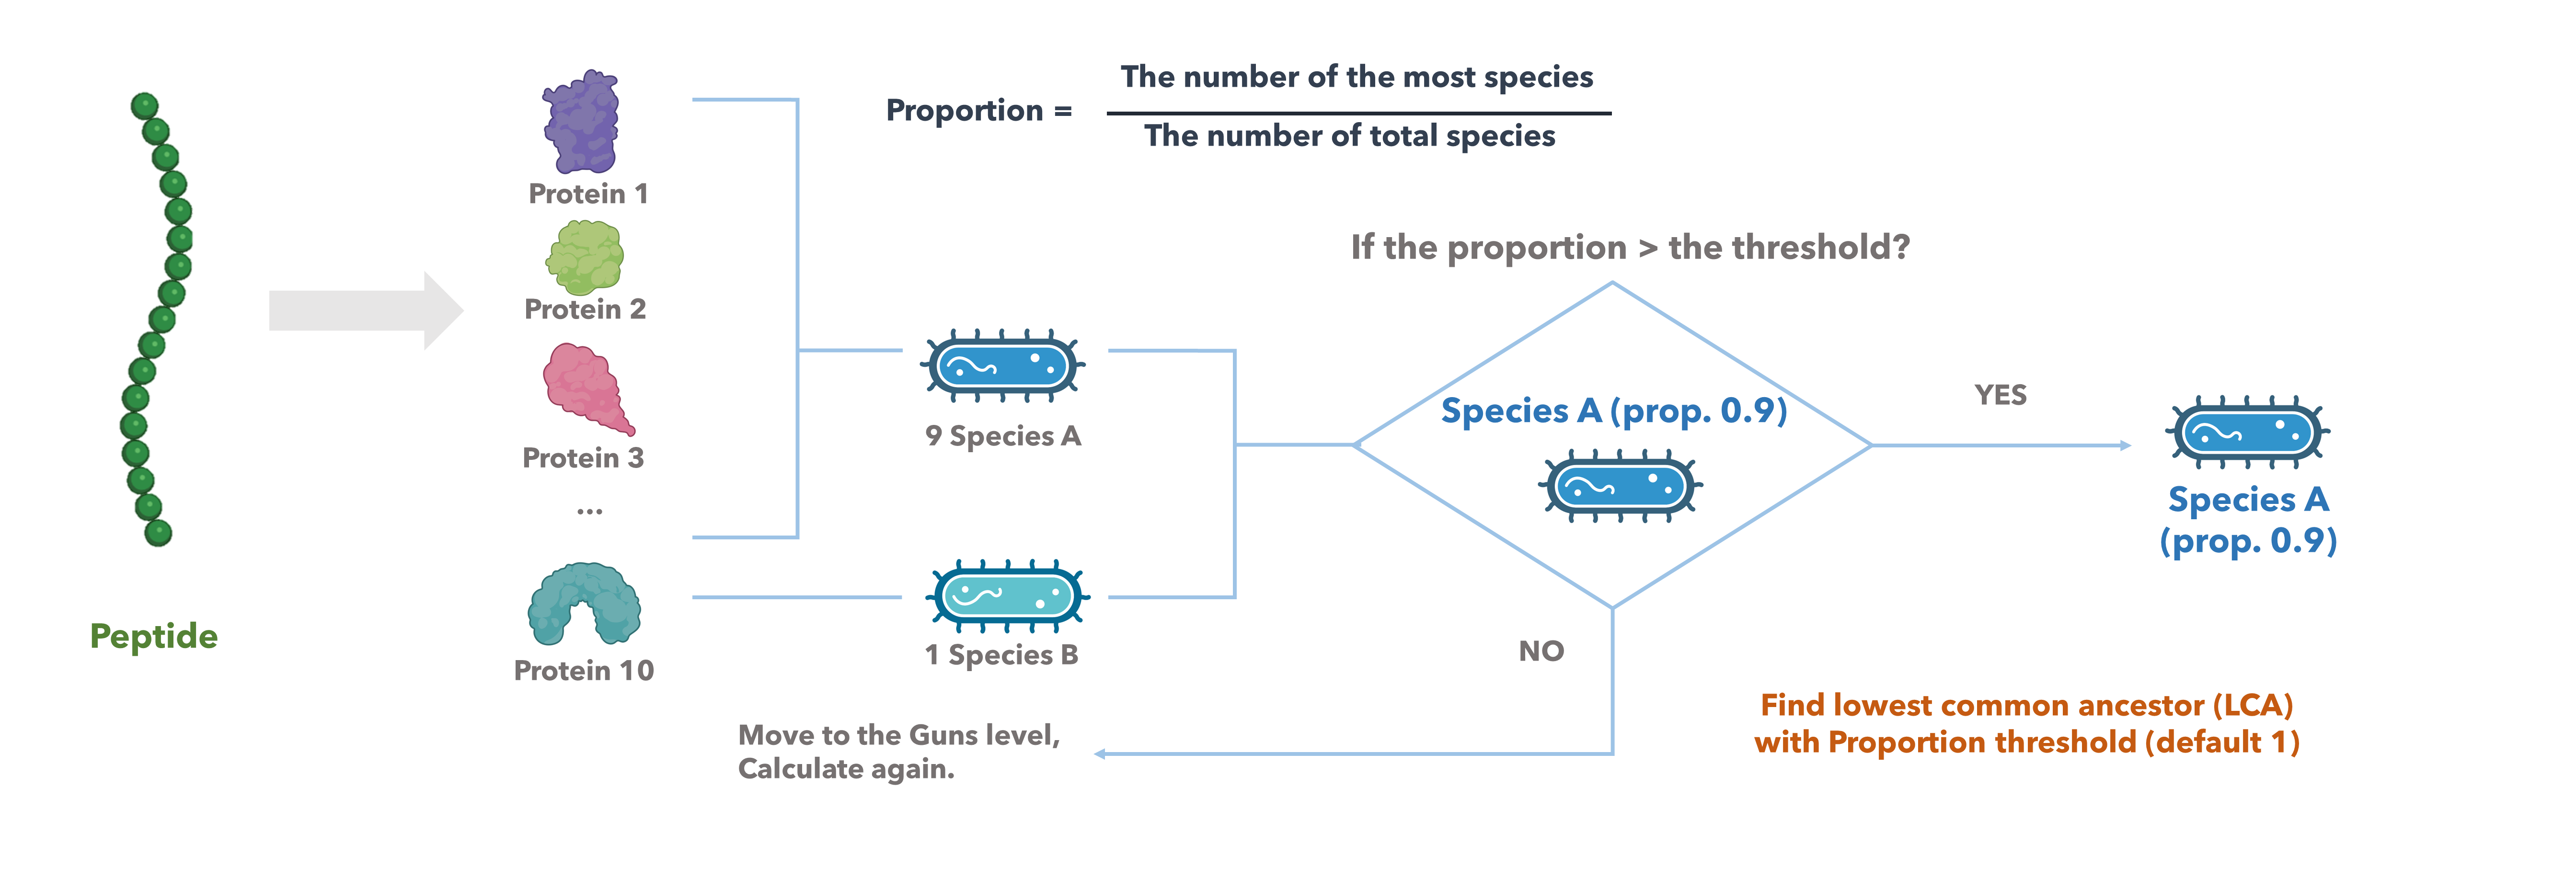 Proportion =
The number of the most species
The number of total species
Protein 1
Protein 2
Protein 3
...
Protein 10
Peptide
9 Species A
1 Species B
If the proportion > the threshold?
Species A (prop. 0.9)
YES
Species A
(prop. 0.9)
NO
Move to the Guns level,
Calculate again.
Find lowest common ancestor (LCA)
with Proportion threshold (default 1)